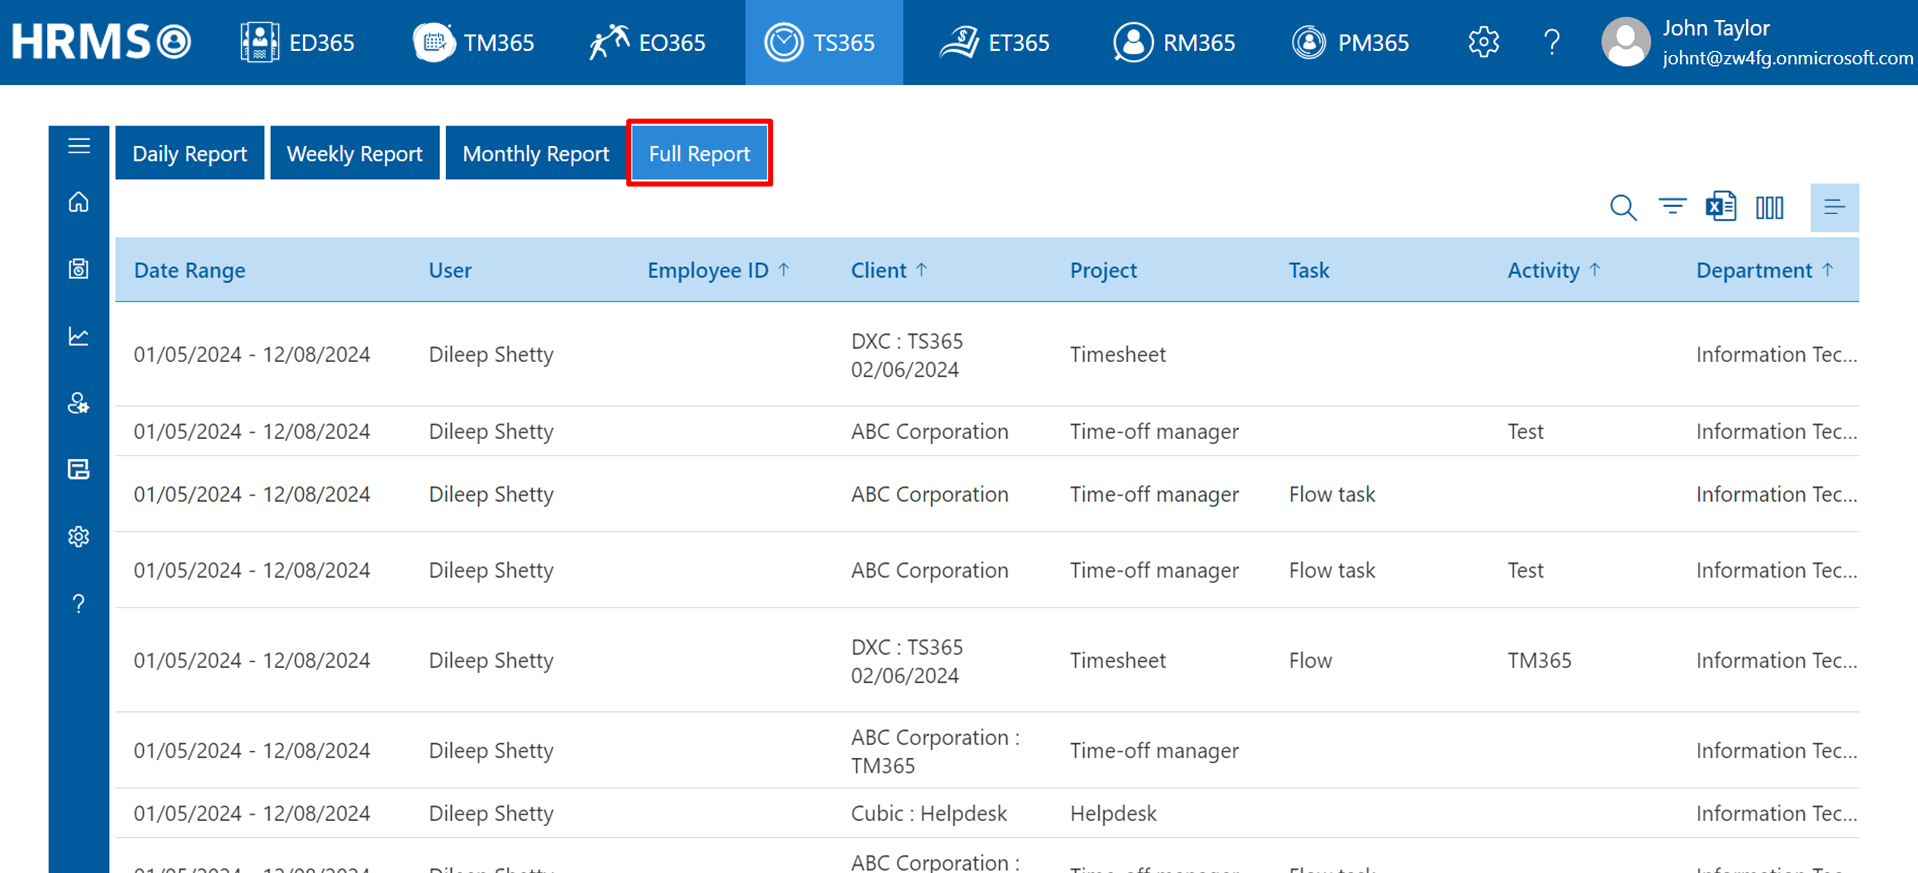 HRMS ED365 TM365 EO365 TS365 ET365 RM365 PM365 ? John Taylor
johnt@zw4fg.onmicrosoft.com
Daily Report Weekly Report Monthly Report Full Report
Date Range User Employee ID ↑ Client ↑ Project Task Activity ↑ Department ↑
01/05/2024 - 12/08/2024 Dileep Shetty DXC : TS365 Timesheet Information Tec...
02/06/2024
01/05/2024 - 12/08/2024 Dileep Shetty ABC Corporation Time-off manager Test Information Tec...
01/05/2024 - 12/08/2024 Dileep Shetty ABC Corporation Time-off manager Flow task Information Tec...
01/05/2024 - 12/08/2024 Dileep Shetty ABC Corporation Time-off manager Flow task Test Information Tec...
01/05/2024 - 12/08/2024 Dileep Shetty DXC : TS365 Timesheet Flow TM365 Information Tec...
02/06/2024
01/05/2024 - 12/08/2024 Dileep Shetty ABC Corporation : Time-off manager Information Tec...
TM365
01/05/2024 - 12/08/2024 Dileep Shetty Cubic : Helpdesk Helpdesk Information Tec...
ABC Corporation :